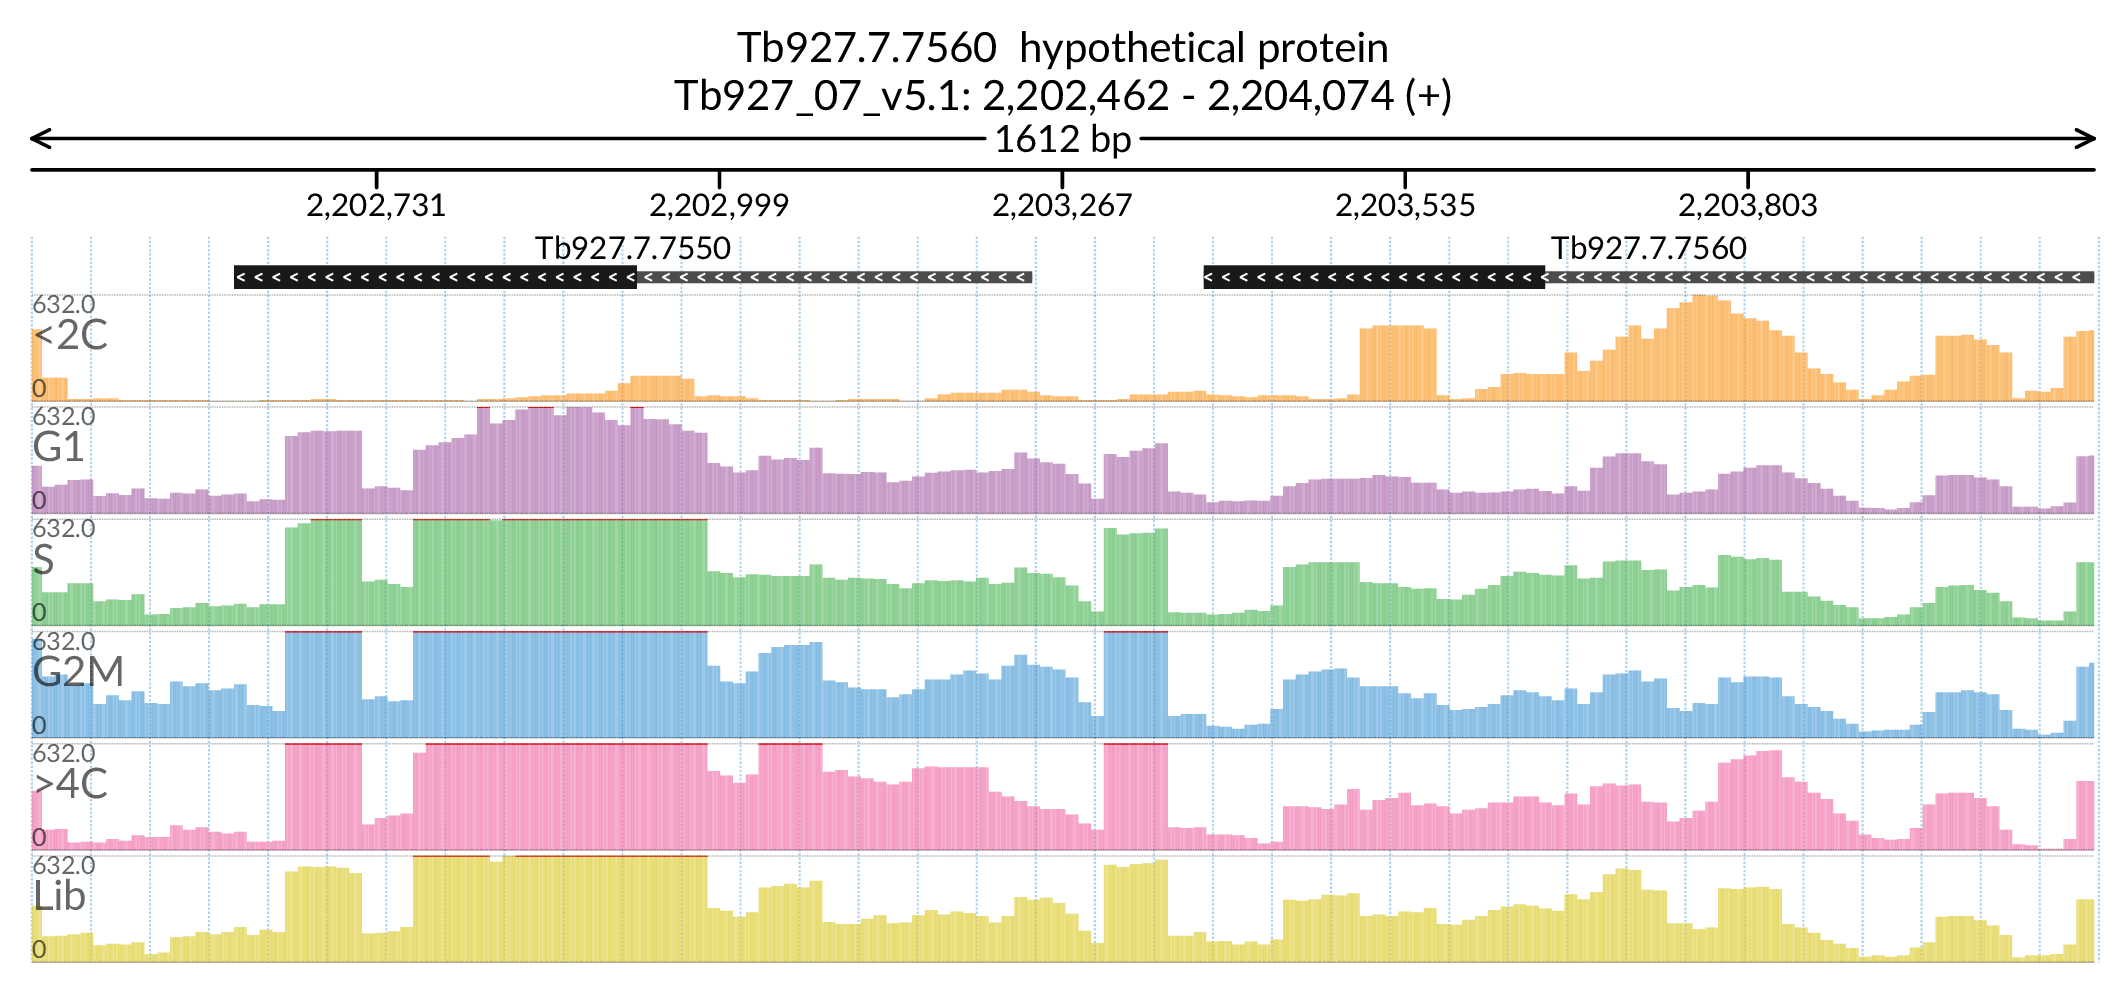 Tb927.7.7560  hypothetical protein
Tb927_07_v5.1: 2,202,462 - 2,204,074 (+)
1612 bp
2,202,731 2,202,999 2,203,267 2,203,535 2,203,803
Tb927.7.7550 Tb927.7.7560
632.0
<2C
0
632.0
G1
0
632.0
S
0
632.0
G2M
0
632.0
>4C
0
632.0
Lib
0